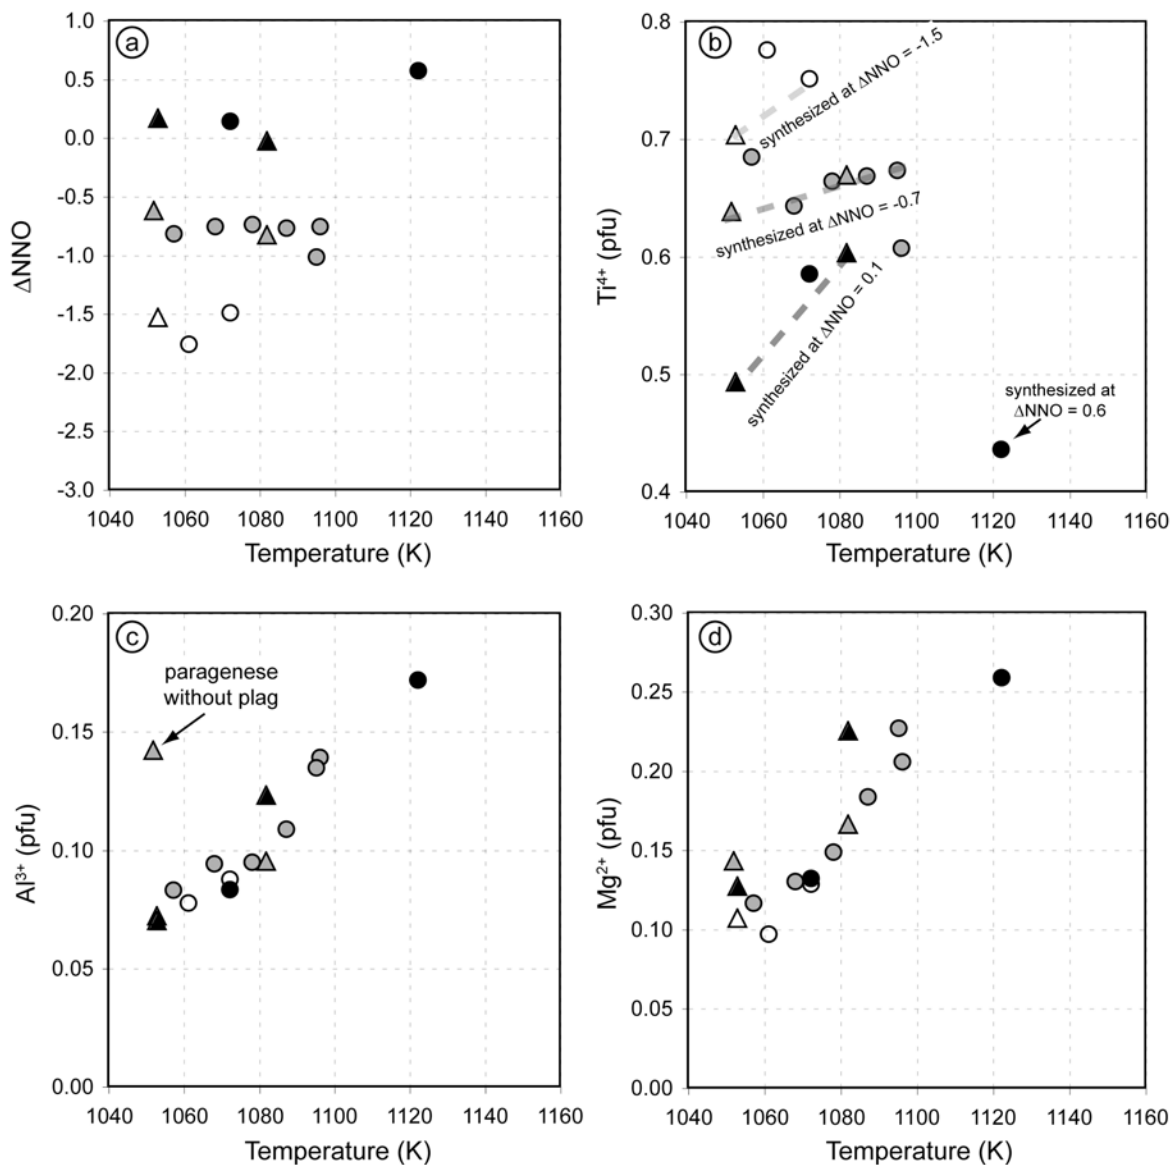 a
1.0
0.5
0.0
-0.5
-1.0
-1.5
-2.0
-2.5
-3.0
ΔNNO
1040 1060 1080 1100 1120 1140 1160
Temperature (K)
b
0.8
0.7
0.6
0.5
0.4
Ti⁴⁺ (pfu)
synthesized at ΔNNO = -1.5
synthesized at ΔNNO = -0.7
synthesized at ΔNNO = 0.1
synthesized at
ΔNNO = 0.6
1040 1060 1080 1100 1120 1140 1160
Temperature (K)
c
0.20
0.15
0.10
0.05
0.00
Al³⁺ (pfu)
paragenese
without plag
1040 1060 1080 1100 1120 1140 1160
Temperature (K)
d
0.30
0.25
0.20
0.15
0.10
0.05
0.00
Mg²⁺ (pfu)
1040 1060 1080 1100 1120 1140 1160
Temperature (K)